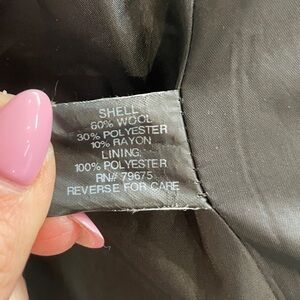 SHELL
60% WOOL
30% POLYESTER
10% RAYON
LINING
100% POLYESTER
RN# 79675
REVERSE FOR CARE